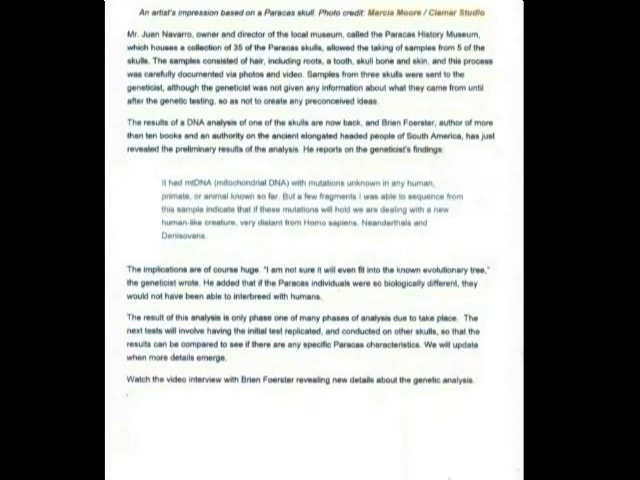 An artist's impression based on a Paracas skull. Photo credit: Marcia Moore / Ciamar Studio
Mr. Juan Navarro, owner and director of the local museum, called the Paracas History Museum,
which houses a collection of 35 of the Paracas skulls, allowed the taking of samples from 5 of the
skulls. The samples consisted of hair, including roots, a tooth, skull bone and skin, and this process
was carefully documented via photos and video. Samples from three skulls were sent to the
geneticist, although the geneticist was not given any information about what they came from until
after the genetic testing, so as not to create any preconceived ideas.
The results of a DNA analysis of one of the skulls are now back, and Brien Foerster, author of more
than ten books and an authority on the ancient elongated headed people of South America, has just
revealed the preliminary results of the analysis. He reports on the geneticist's findings:
It had mtDNA (mitochondrial DNA) with mutations unknown in any human,
primate, or animal known so far. But a few fragments I was able to sequence from
this sample indicate that if these mutations will hold we are dealing with a new
human-like creature, very distant from Homo sapiens, Neanderthals and
Denisovans.
The implications are of course huge. "I am not sure it will even fit into the known evolutionary tree,"
the geneticist wrote. He added that if the Paracas individuals were so biologically different, they
would not have been able to interbreed with humans.
The result of this analysis is only phase one of many phases of analysis due to take place. The
next tests will involve having the initial test replicated, and conducted on other skulls, so that the
results can be compared to see if there are any specific Paracas characteristics. We will update
when more details emerge.
Watch the video interview with Brien Foerster revealing new details about the genetic analysis.